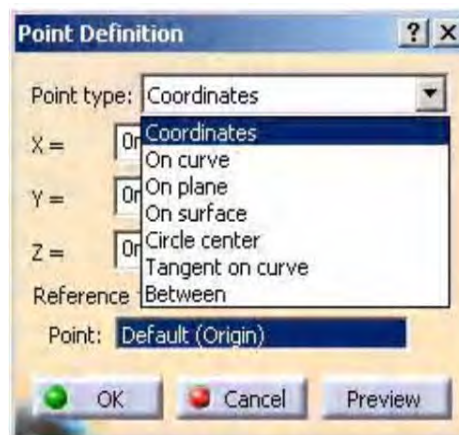 Point Definition ? X
Point type: Coordinates
Coordinates
X =
On curve
On plane
Y =
On surface
Circle center
Z =
Tangent on curve
Reference
Between
Point: Default (Origin)
OK Cancel Preview